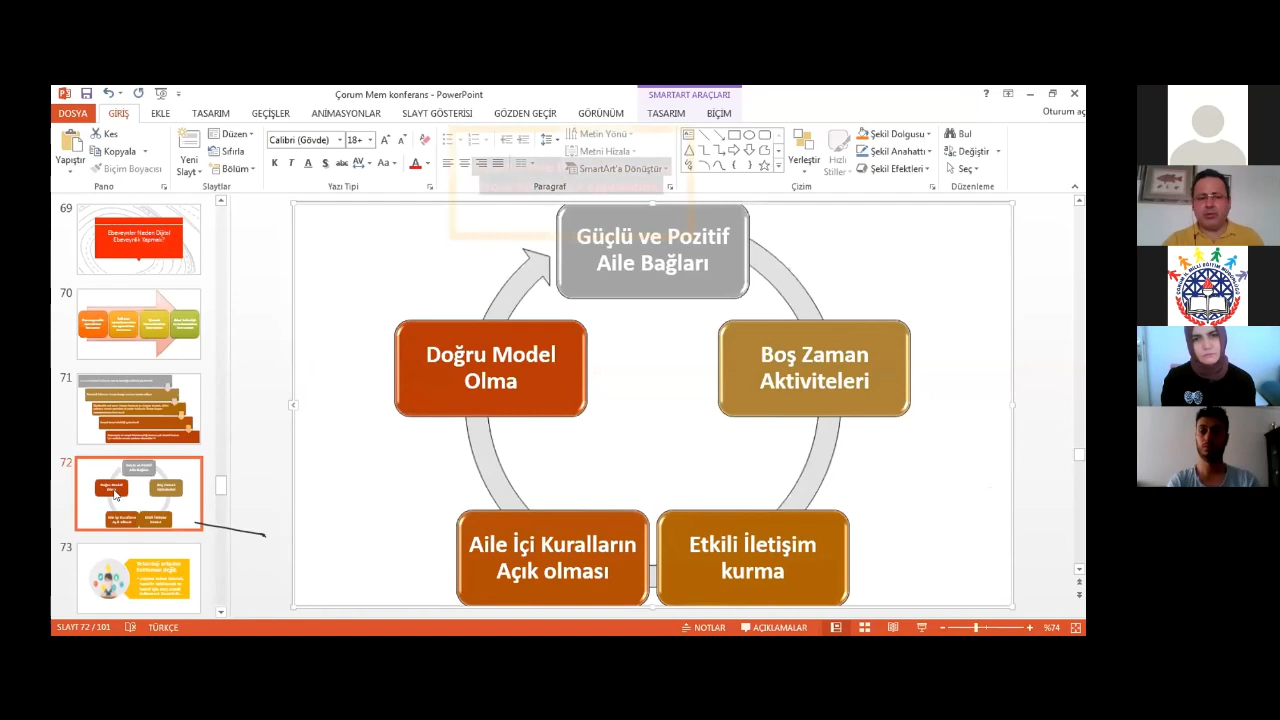 Çorum Mem konferans - PowerPoint
SMARTART ARAÇLARI
DOSYA
GİRİŞ
EKLE
TASARIM
GEÇİŞLER
ANİMASYONLAR
SLAYT GÖSTERİSİ
GÖZDEN GEÇİR
GÖRÜNÜM
TASARIM
BİÇİM
Oturum aç
Yapıştır
Kes
Kopyala
Biçim Boyacısı
Pano
Yeni
Slayt
Düzen
Sıfırla
Bölüm
Slaytlar
Calibri (Gövde)
18+
Yazı Tipi
Metin Yönü
Metni Hizala
SmartArt'a Dönüştür
Paragraf
Yerleştir
Hızlı
Stiller
Şekil Dolgusu
Şekil Anahattı
Şekil Efektleri
Çizim
Bul
Değiştir
Seç
Düzenleme
69
Ebeveynler Neden Dijital
Ebeveynlik Yapmalı?
70
71
72
73
Güçlü ve Pozitif
Aile Bağları
Boş Zaman
Aktiviteleri
Etkili İletişim
kurma
Aile İçi Kuralların
Açık olması
Doğru Model
Olma
SLAYT 72 / 101
TÜRKÇE
NOTLAR
AÇIKLAMALAR
%74